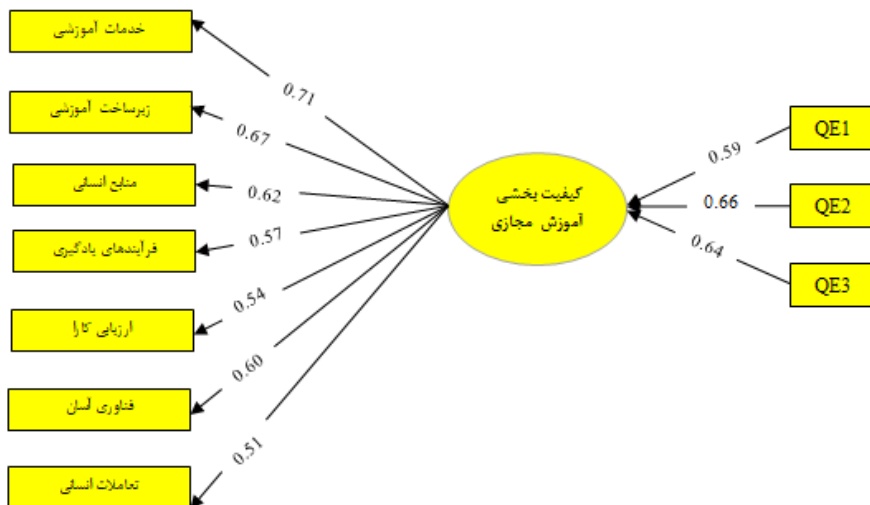 خدمات آموزشی
زیرساخت آموزشی
منابع انسانی
فرآیندهای یادگیری
ارزیابی کارا
فناوری آسان
تعاملات انسانی
0.71
0.67
0.62
0.57
0.54
0.60
0.51
کیفیت بخشی
آموزش مجازی
0.59
0.66
0.64
QE1
QE2
QE3